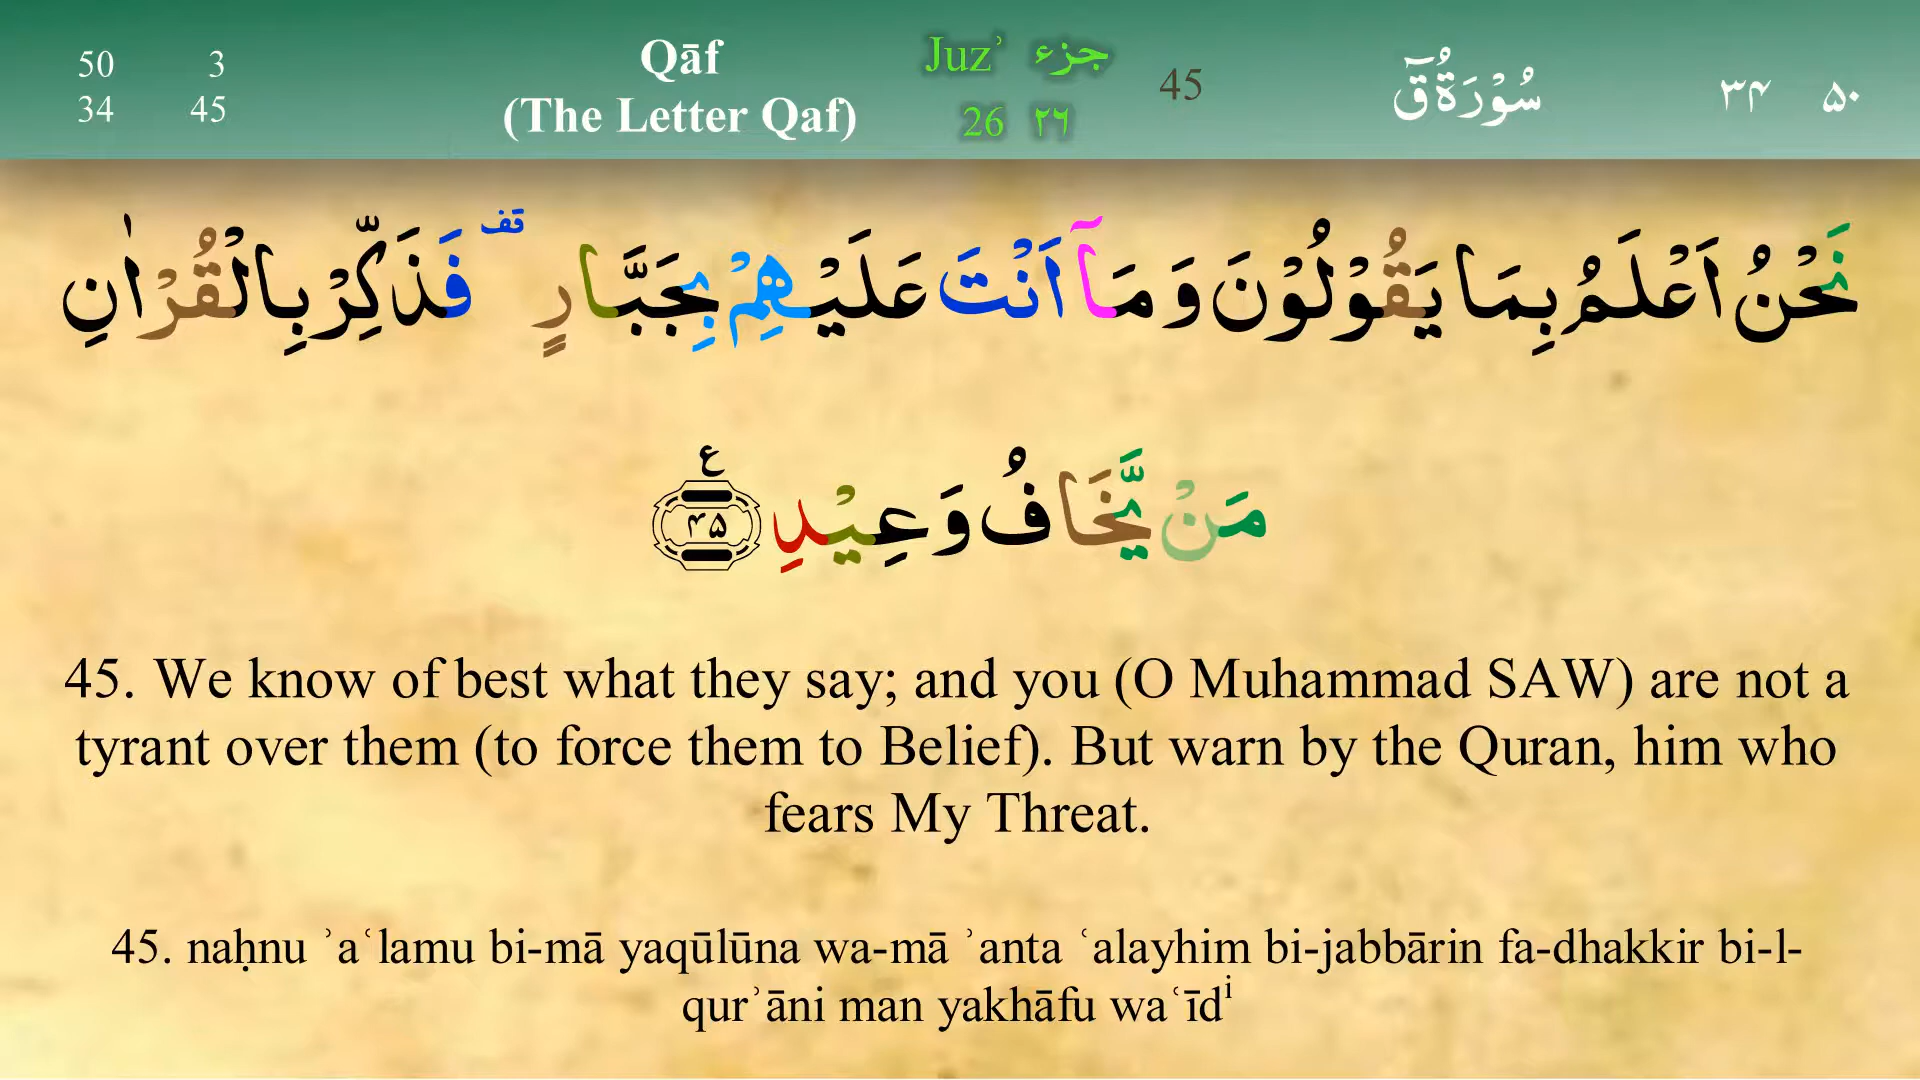 50 3
34 45
Qāf
(The Letter Qaf)
Juzʾ جزء
26 ٢٦
45
سُوْرَةُ قٓ
۳۴ ۵۰
نَحْنُ اَعْلَمُ بِمَا يَقُوْلُوْنَ وَمَآ اَنْتَ عَلَيْهِمْ بِجَبَّارٍ ۛقف فَذَكِّرْ بِالْقُرْاٰنِ
مَنْ يَّخَافُ وَعِيْدِ ۴۵ ع
45. We know of best what they say; and you (O Muhammad SAW) are not a
tyrant over them (to force them to Belief). But warn by the Quran, him who
fears My Threat.
45. naḥnu ʾaʿlamu bi-mā yaqūlūna wa-mā ʾanta ʿalayhim bi-jabbārin fa-dhakkir bi-l-
qurʾāni man yakhāfu waʿīdⁱ